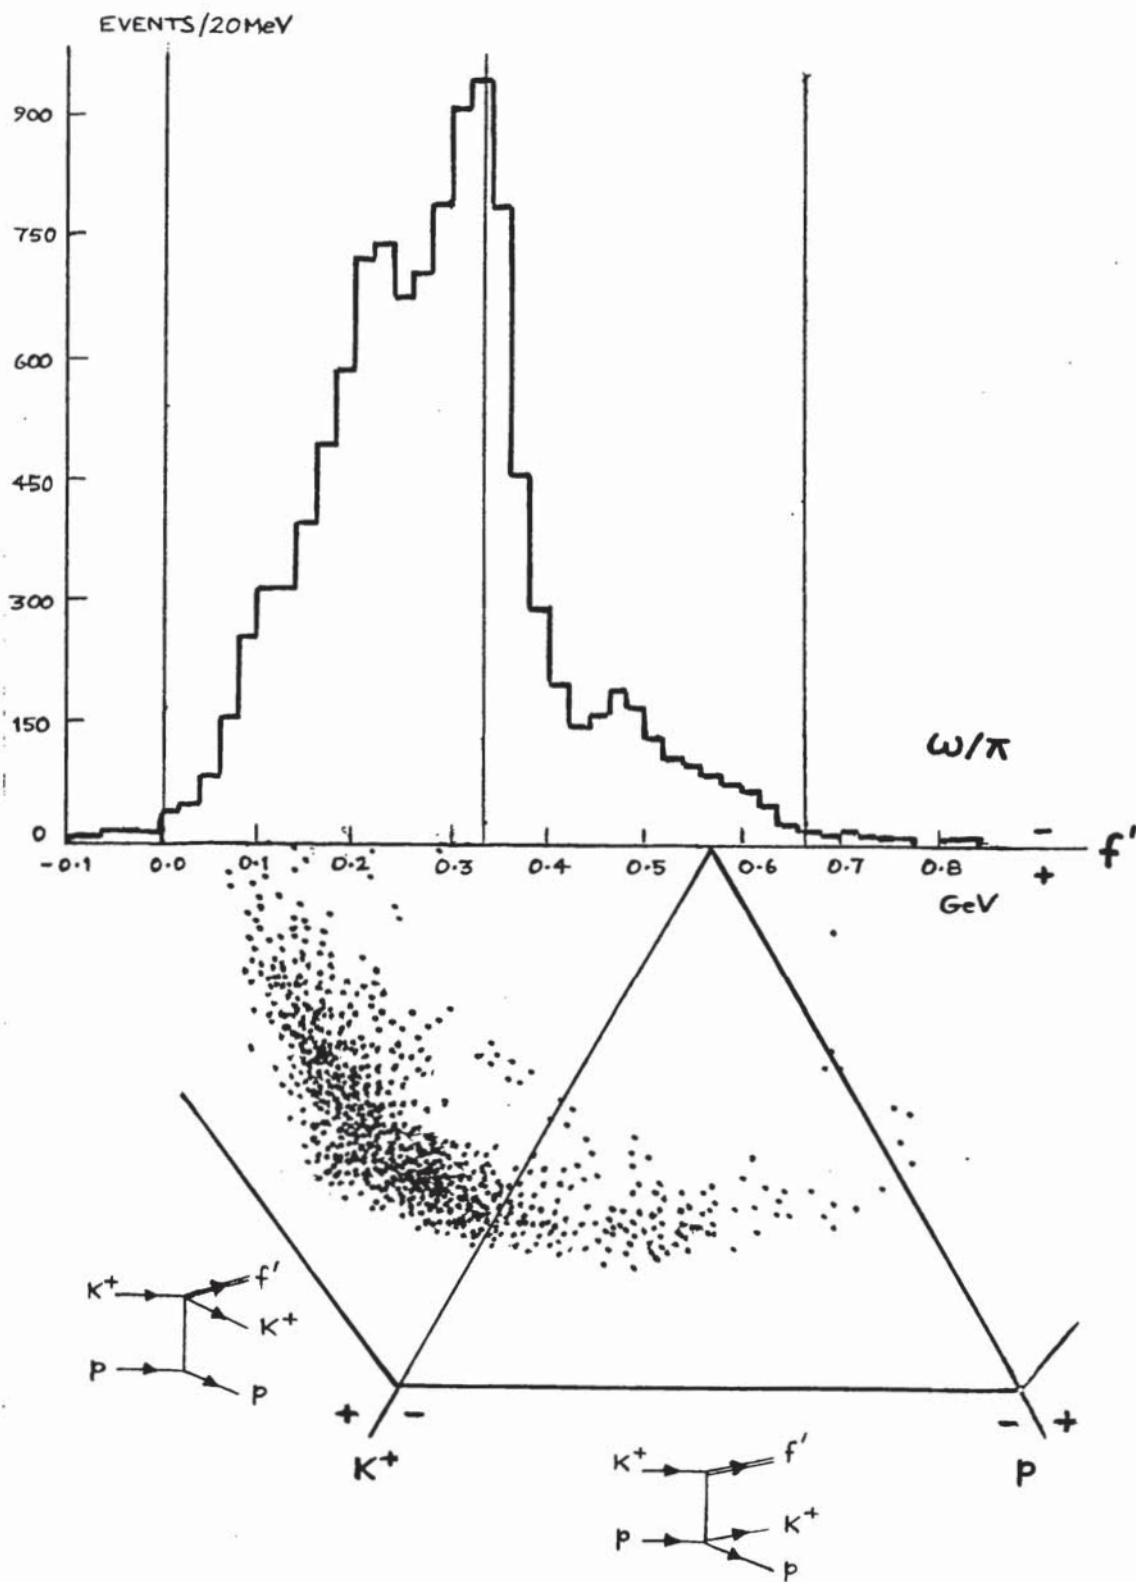 EVENTS/20MeV
900
750
600
450
300
150
0
-0.1 0.0 0.1 0.2 0.3 0.4 0.5 0.6 0.7 0.8
GeV
ω/π
-
+
f'
K+ f'
K+
p p
+ -
K+
- +
p
K+ f'
K+
p
p